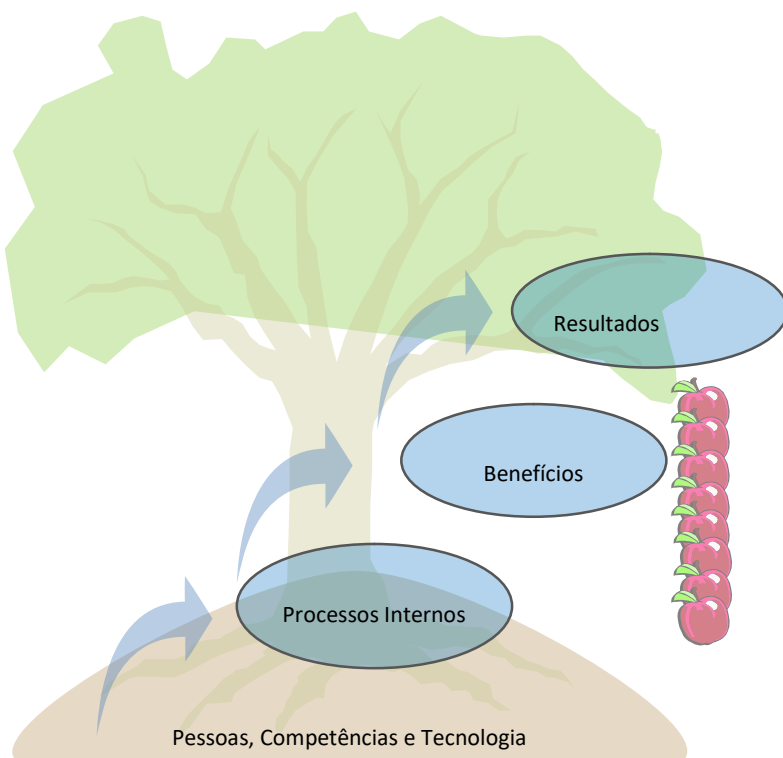 Resultados
Benefícios
Processos Internos
Pessoas, Competências e Tecnologia